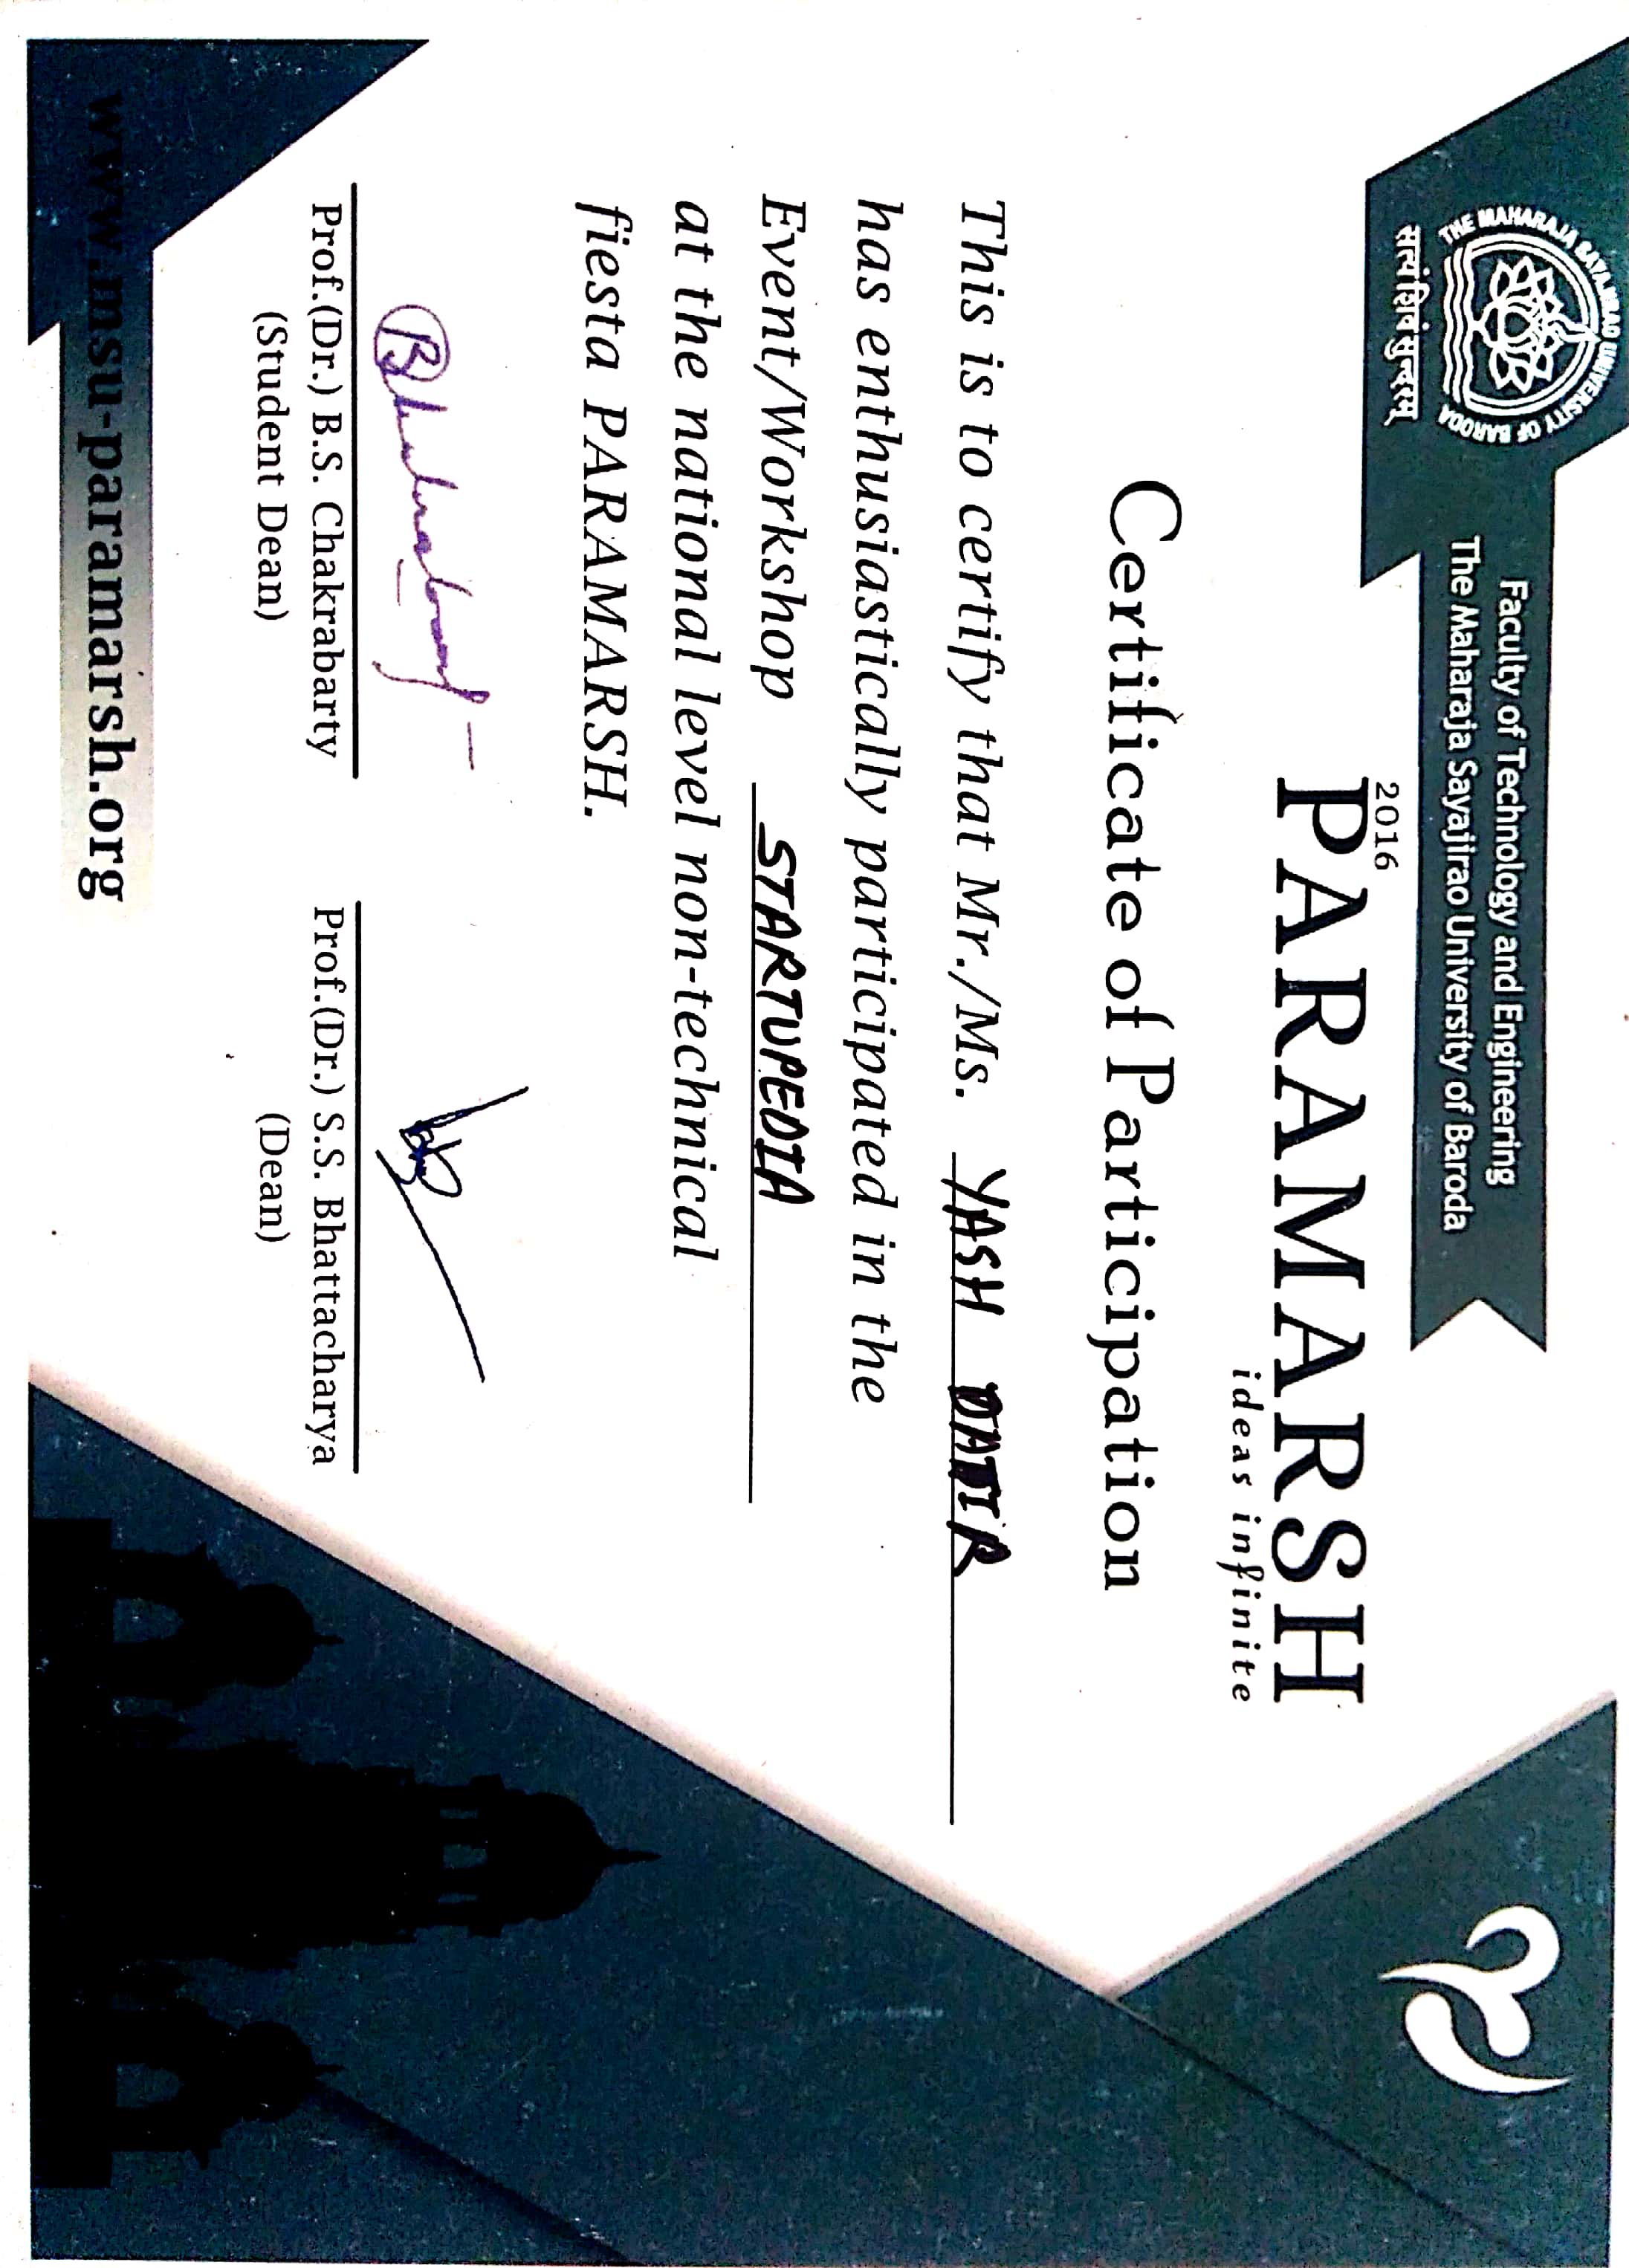 THE MAHARAJA SAYAJIRAO UNIVERSITY OF BARODA
सत्यं शिवं सुन्दरम्
Faculty of Technology and Engineering
The Maharaja Sayajirao University of Baroda
2016
PARAMARSH
ideas infinite
Certificate of Participation
This is to certify that Mr./Ms. YASH DATIR
has enthusiastically participated in the
Event/Workshop STARTUPEDIA
at the national level non-technical
fiesta PARAMARSH.
Prof.(Dr.) B.S. Chakrabarty
(Student Dean)
Prof.(Dr.) S.S. Bhattacharya
(Dean)
www.msu-paramarsh.org